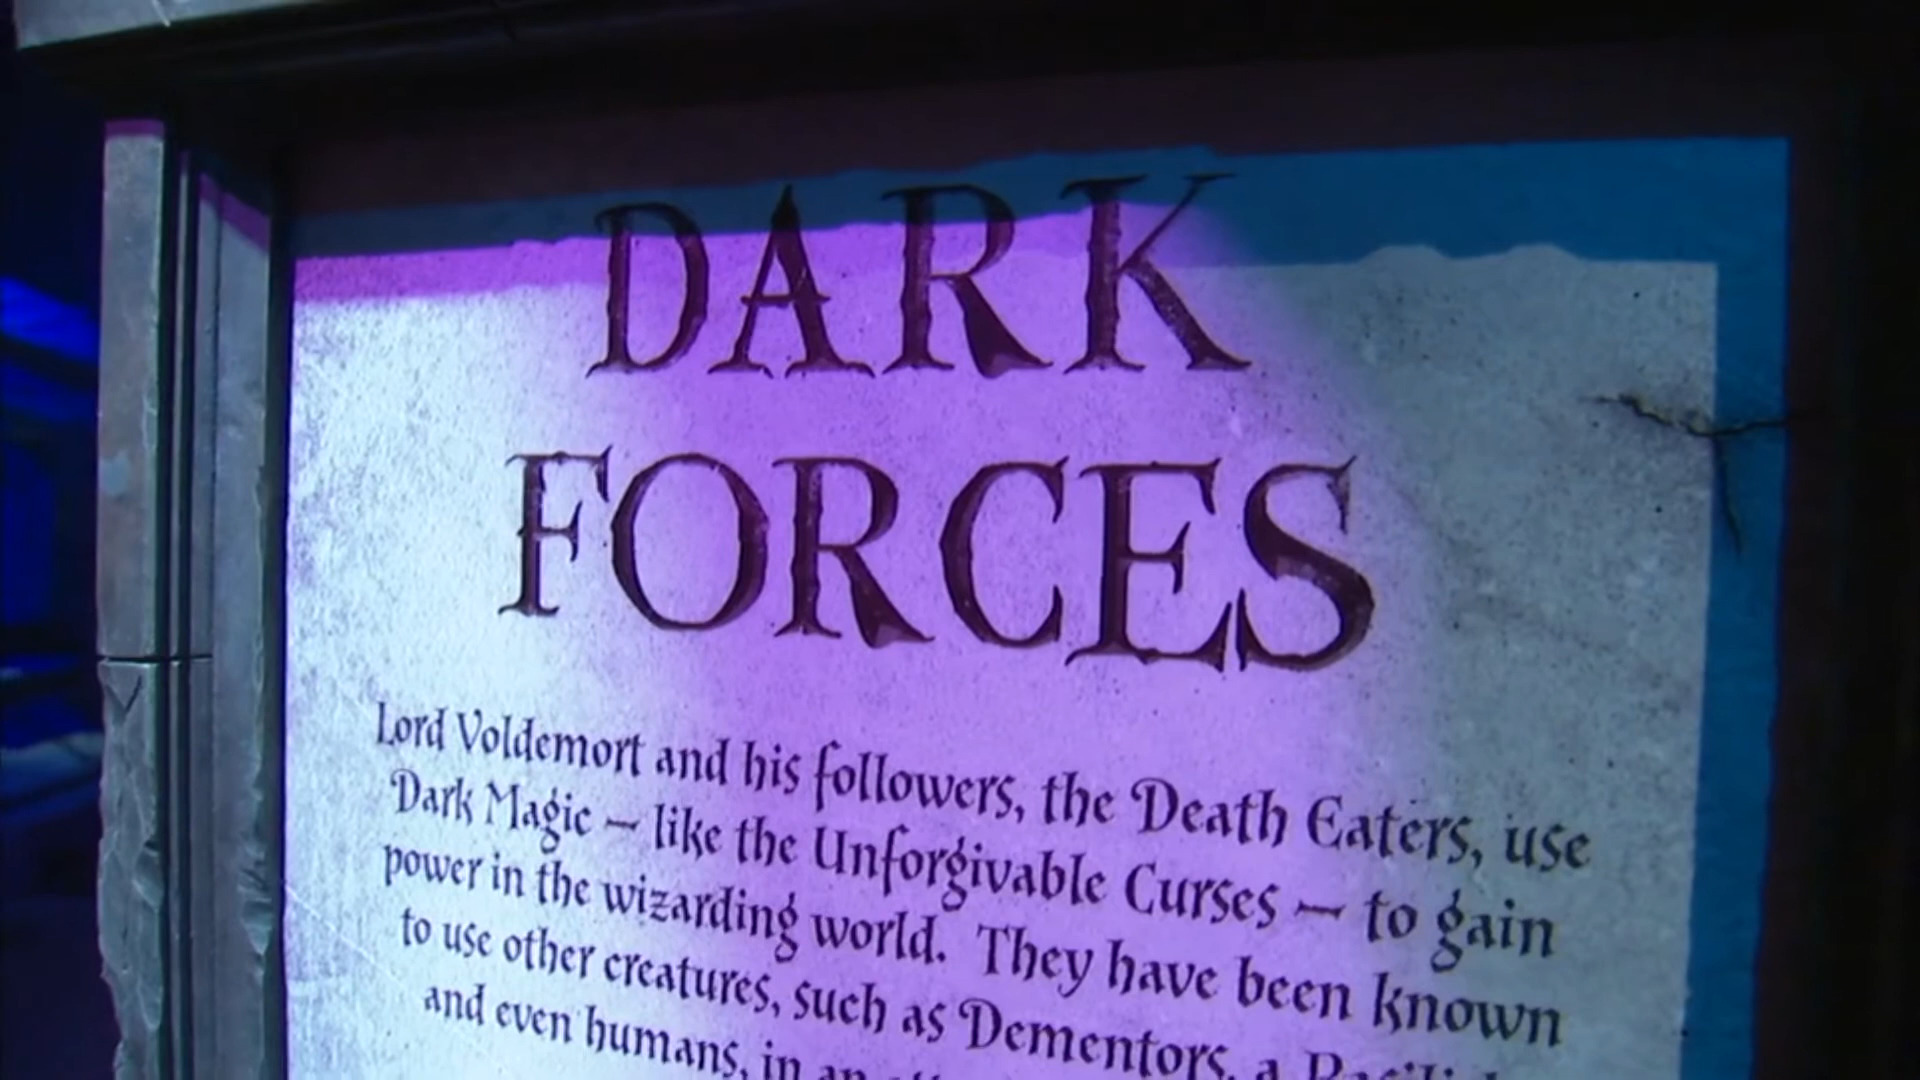 DARK
FORCES
Lord Voldemort and his followers, the Death Eaters, use
Dark Magic – like the Unforgivable Curses – to gain
power in the wizarding world. They have been known
to use other creatures, such as Dementors, a
and even humans, in an